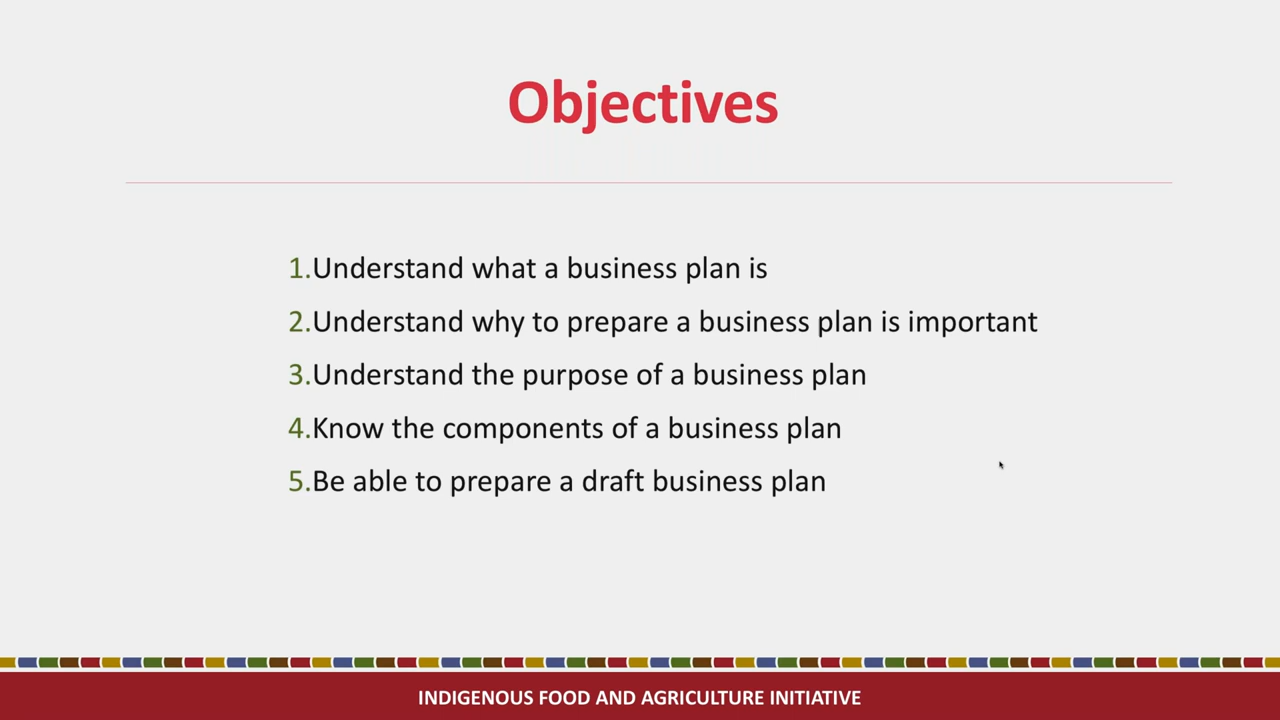 Objectives
1.Understand what a business plan is
2.Understand why to prepare a business plan is important
3.Understand the purpose of a business plan
4.Know the components of a business plan
5.Be able to prepare a draft business plan
INDIGENOUS FOOD AND AGRICULTURE INITIATIVE